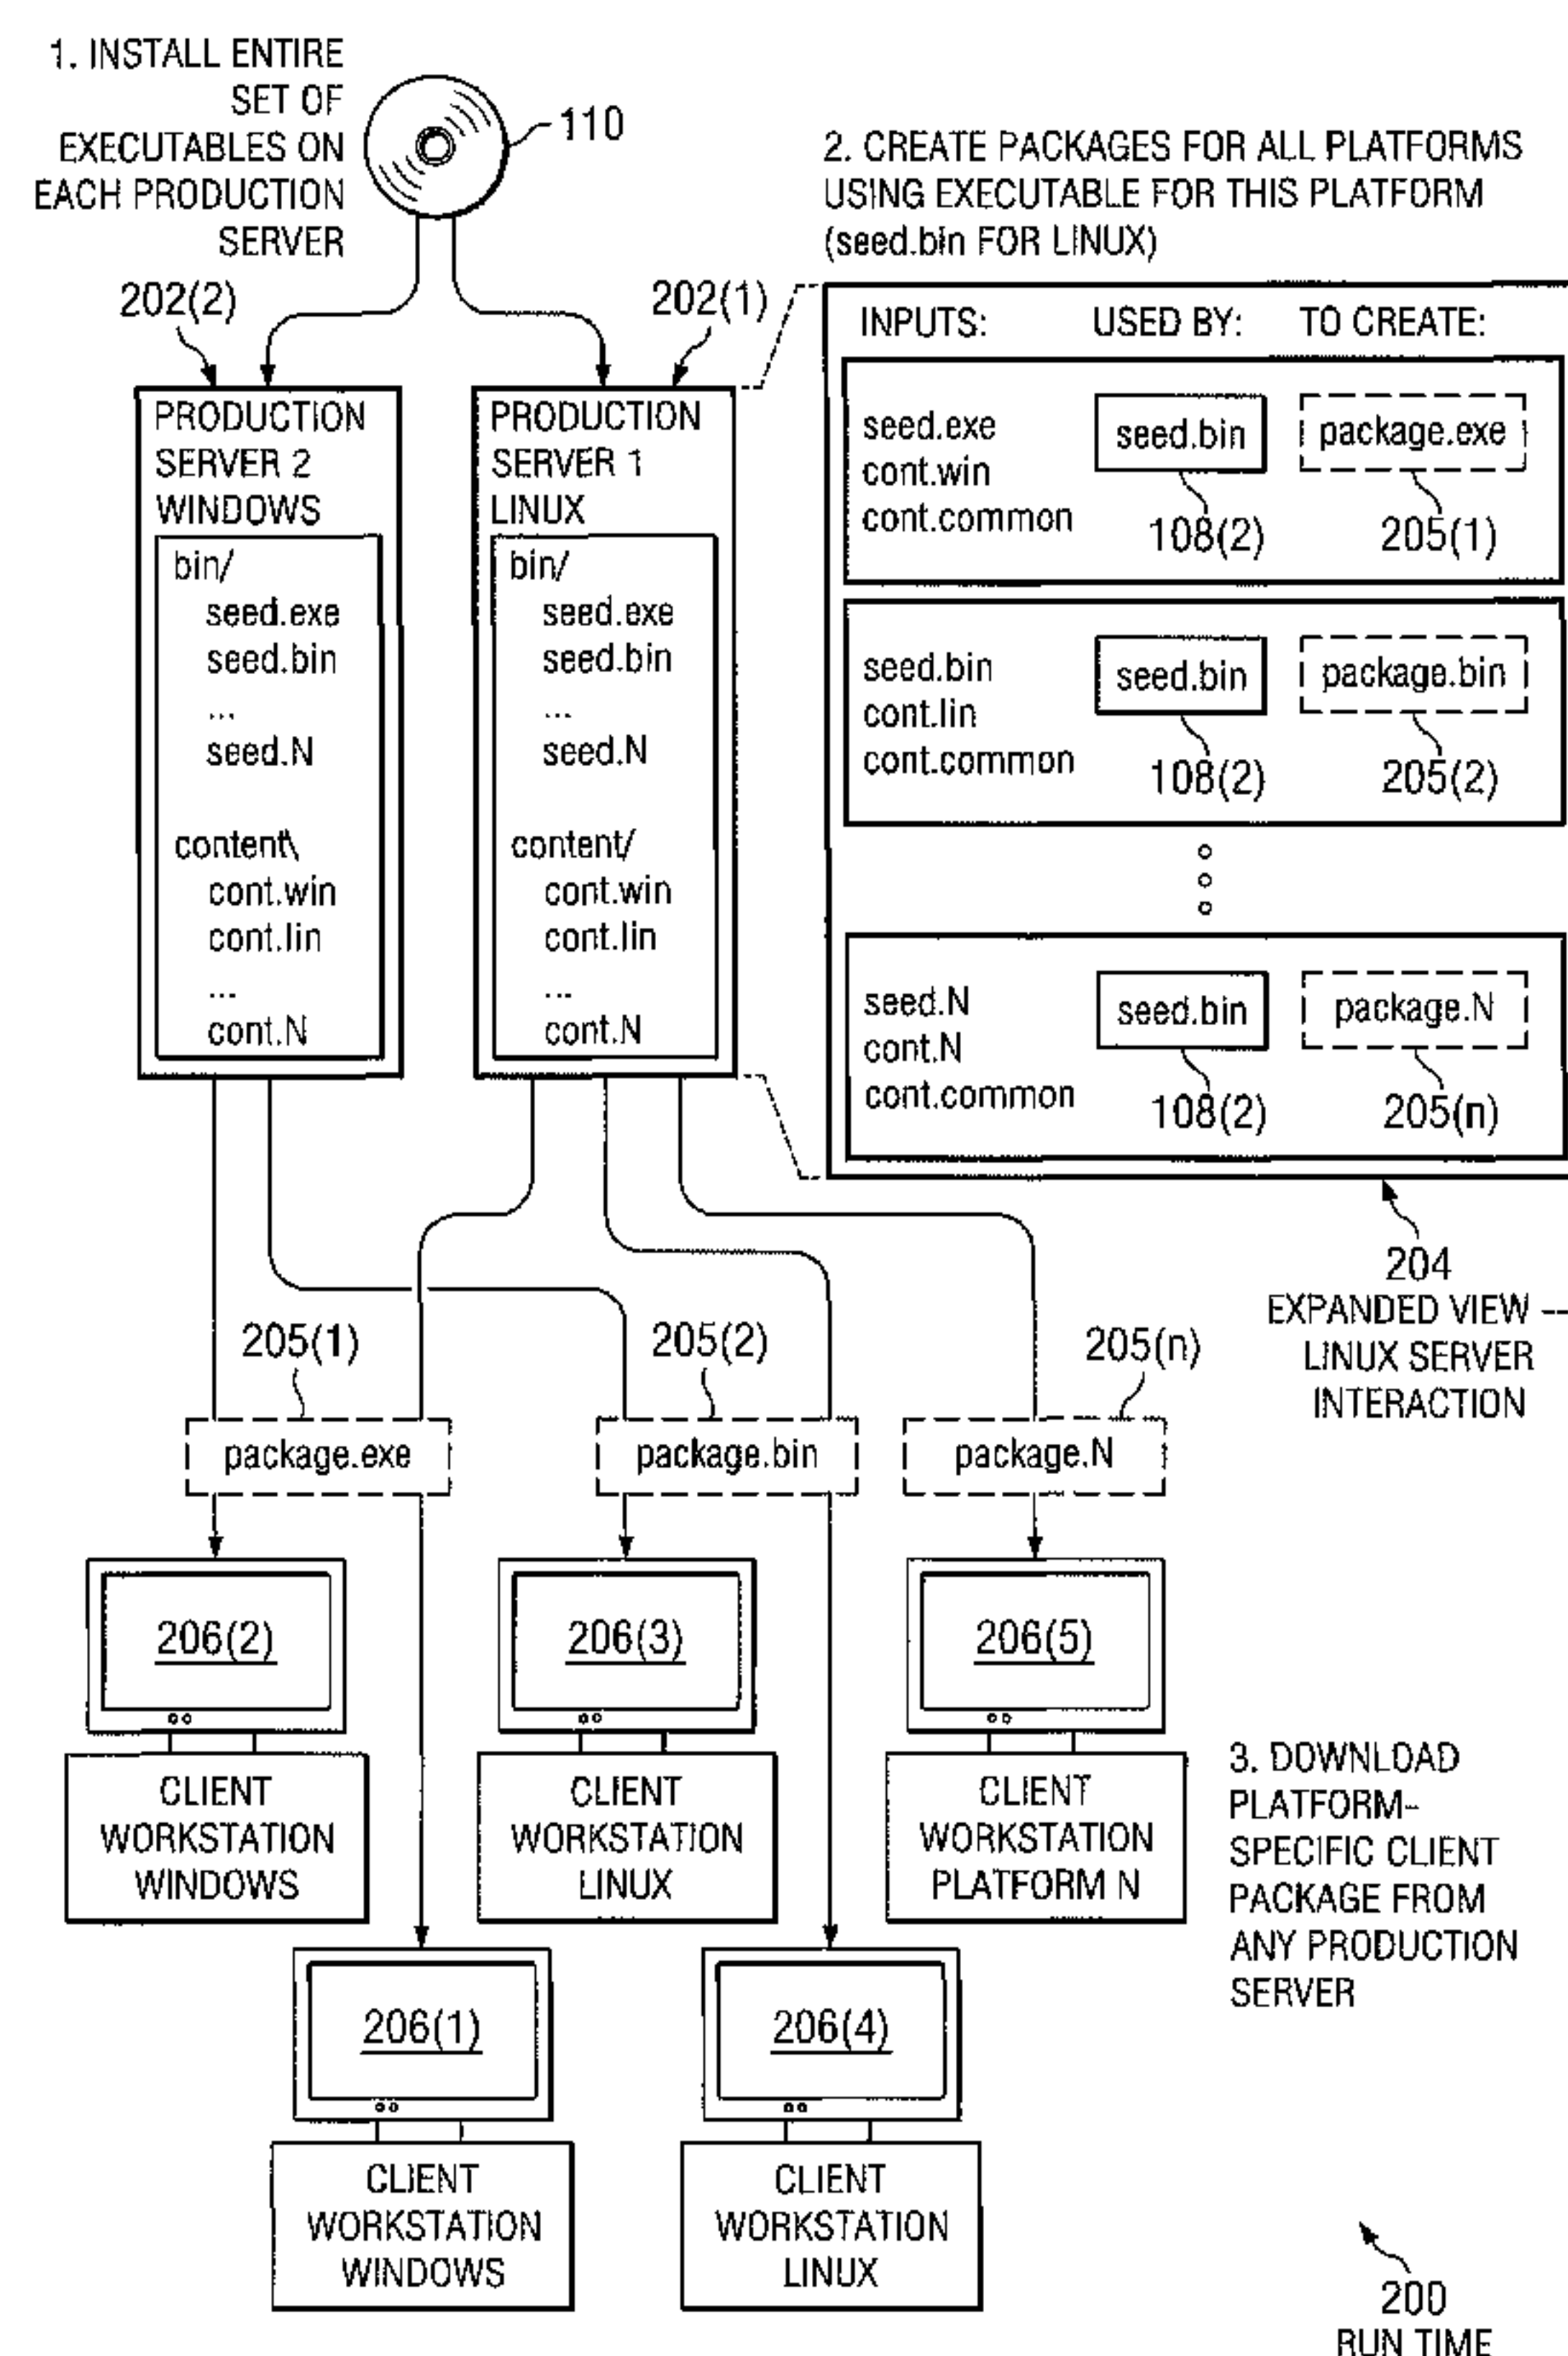 1. INSTALL ENTIRE
SET OF
EXECUTABLES ON
EACH PRODUCTION
SERVER
110
2. CREATE PACKAGES FOR ALL PLATFORMS
USING EXECUTABLE FOR THIS PLATFORM
(seed.bin FOR LINUX)
202(2)
202(1)
PRODUCTION
SERVER 2
WINDOWS
bin/
seed.exe
seed.bin
...
seed.N
content\
cont.win
cont.lin
...
cont.N
PRODUCTION
SERVER 1
LINUX
bin/
seed.exe
seed.bin
...
seed.N
content/
cont.win
cont.lin
...
cont.N
INPUTS: USED BY: TO CREATE:
seed.exe
cont.win
cont.common
seed.bin
108(2)
package.exe
205(1)
seed.bin
cont.lin
cont.common
seed.bin
108(2)
package.bin
205(2)
seed.N
cont.N
cont.common
seed.bin
108(2)
package.N
205(n)
204
EXPANDED VIEW
LINUX SERVER
INTERACTION
205(1)
205(2)
205(n)
package.exe
package.bin
package.N
206(2)
206(3)
206(5)
CLIENT
WORKSTATION
WINDOWS
CLIENT
WORKSTATION
LINUX
CLIENT
WORKSTATION
PLATFORM N
3. DOWNLOAD
PLATFORM-
SPECIFIC CLIENT
PACKAGE FROM
ANY PRODUCTION
SERVER
206(1)
206(4)
CLIENT
WORKSTATION
WINDOWS
CLIENT
WORKSTATION
LINUX
200
RUN TIME